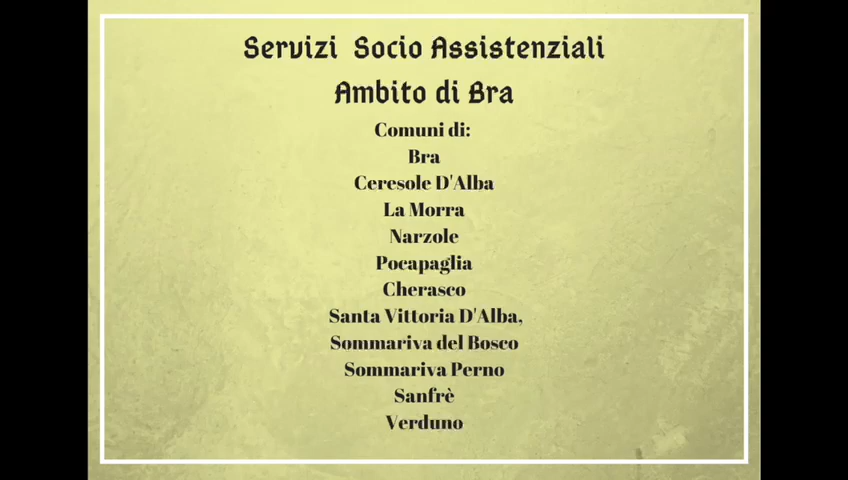 Servizi Socio Assistenziali
Ambito di Bra
Comuni di:
Bra
Ceresole D'Alba
La Morra
Narzole
Pocapaglia
Cherasco
Santa Vittoria D'Alba,
Sommariva del Bosco
Sommariva Perno
Sanfrè
Verduno